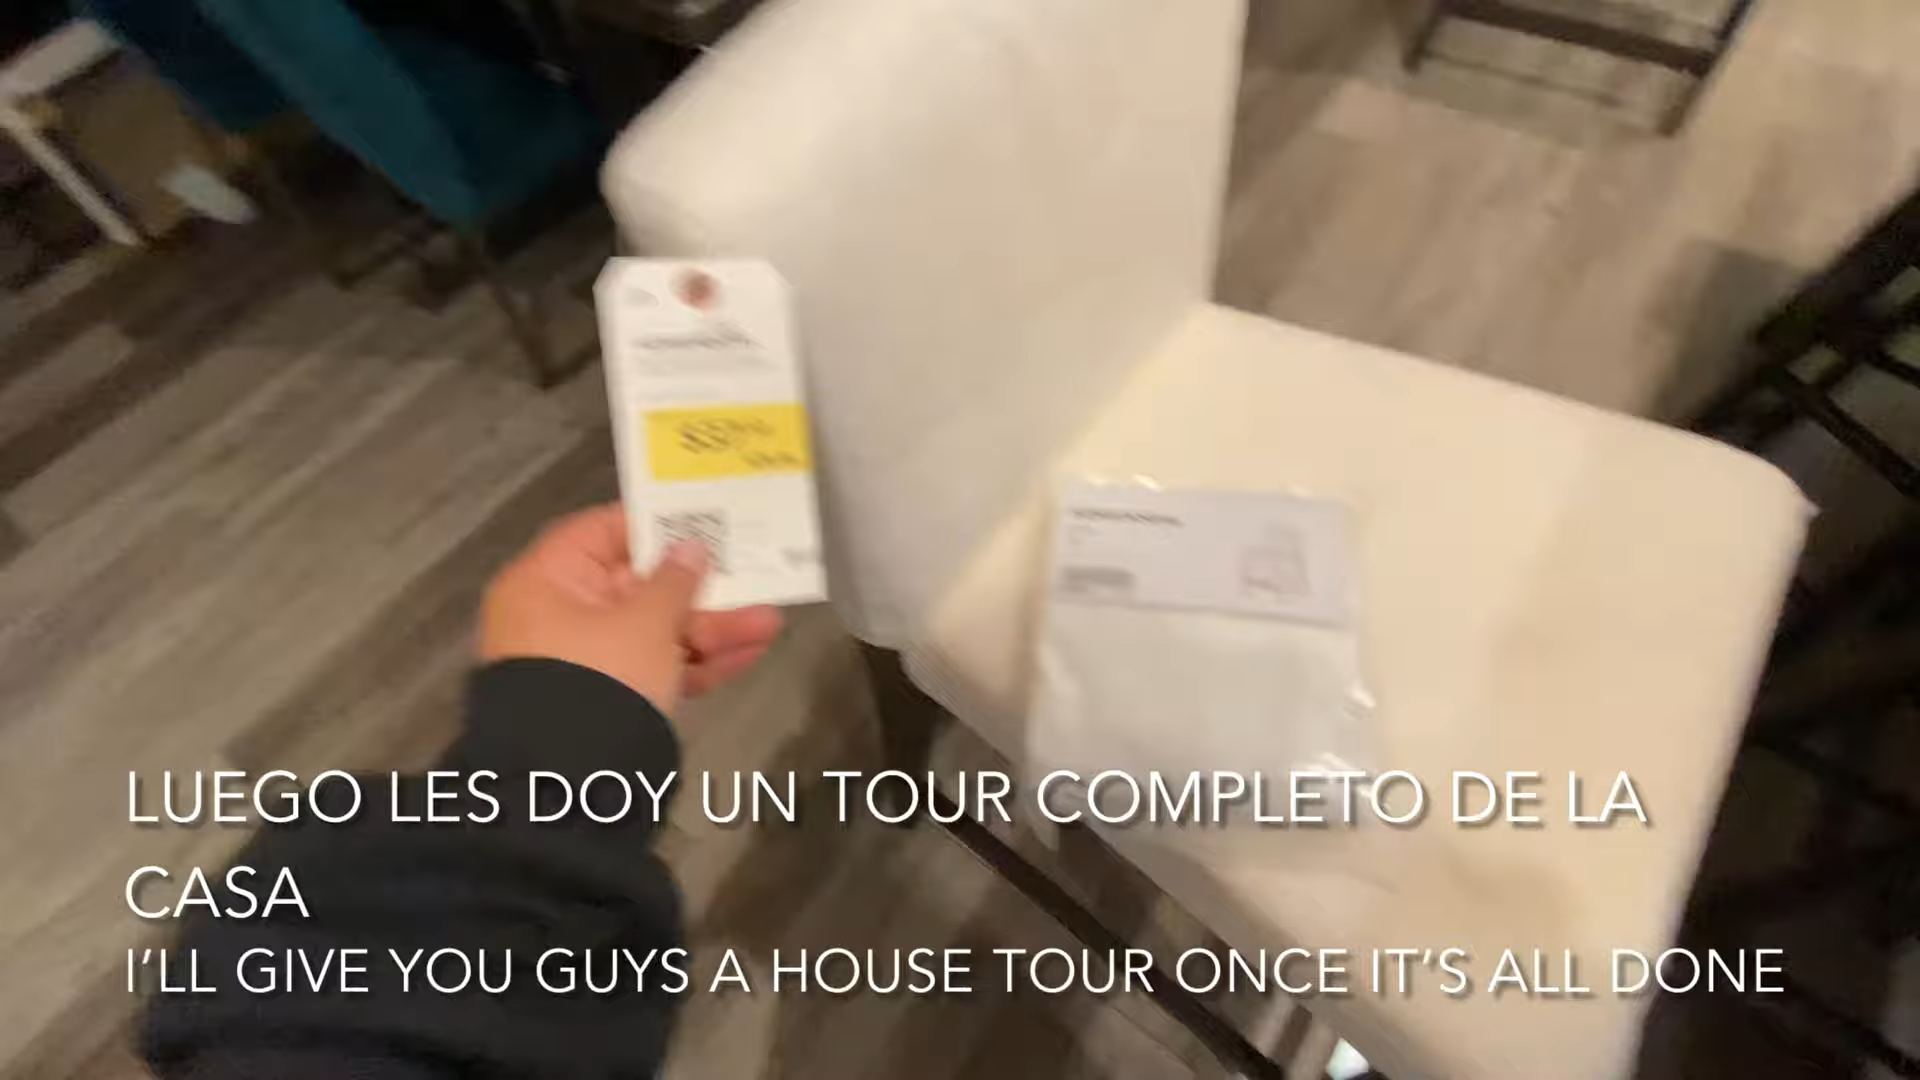 LUEGO LES DOY UN TOUR COMPLETO DE LA
CASA
I'LL GIVE YOU GUYS A HOUSE TOUR ONCE IT'S ALL DONE